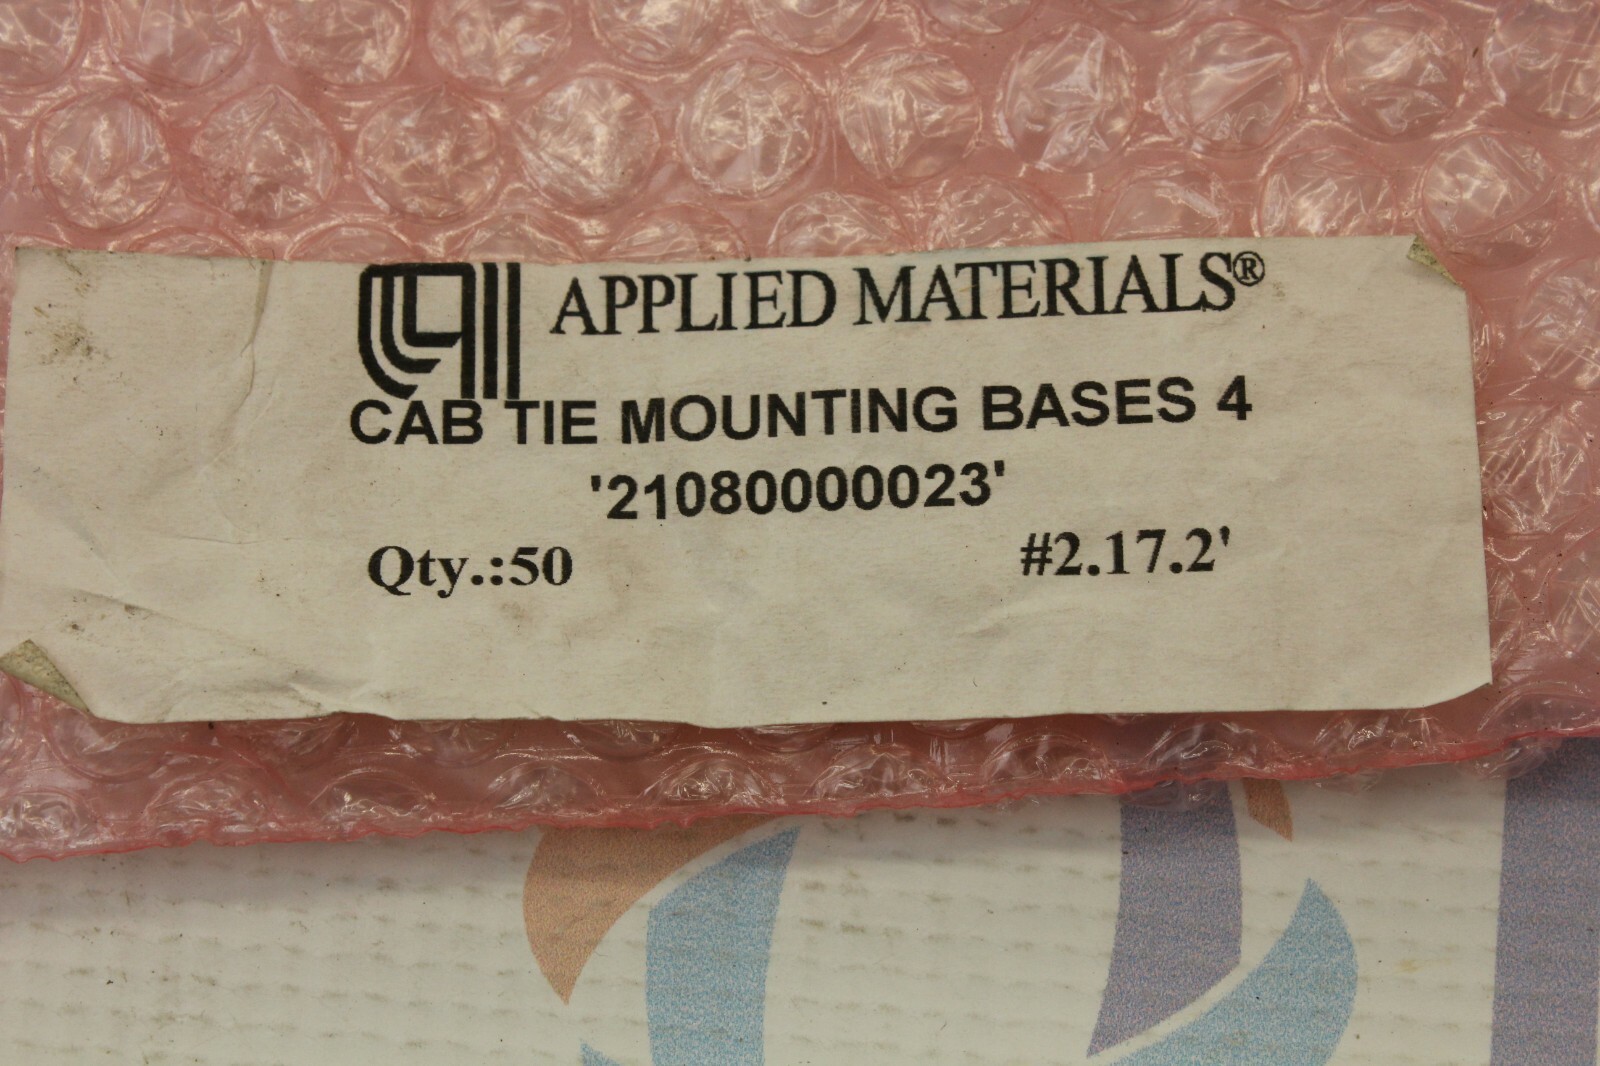 APPLIED MATERIALS®
CAB TIE MOUNTING BASES 4
'21080000023'
Qty.:50 #2.17.2'